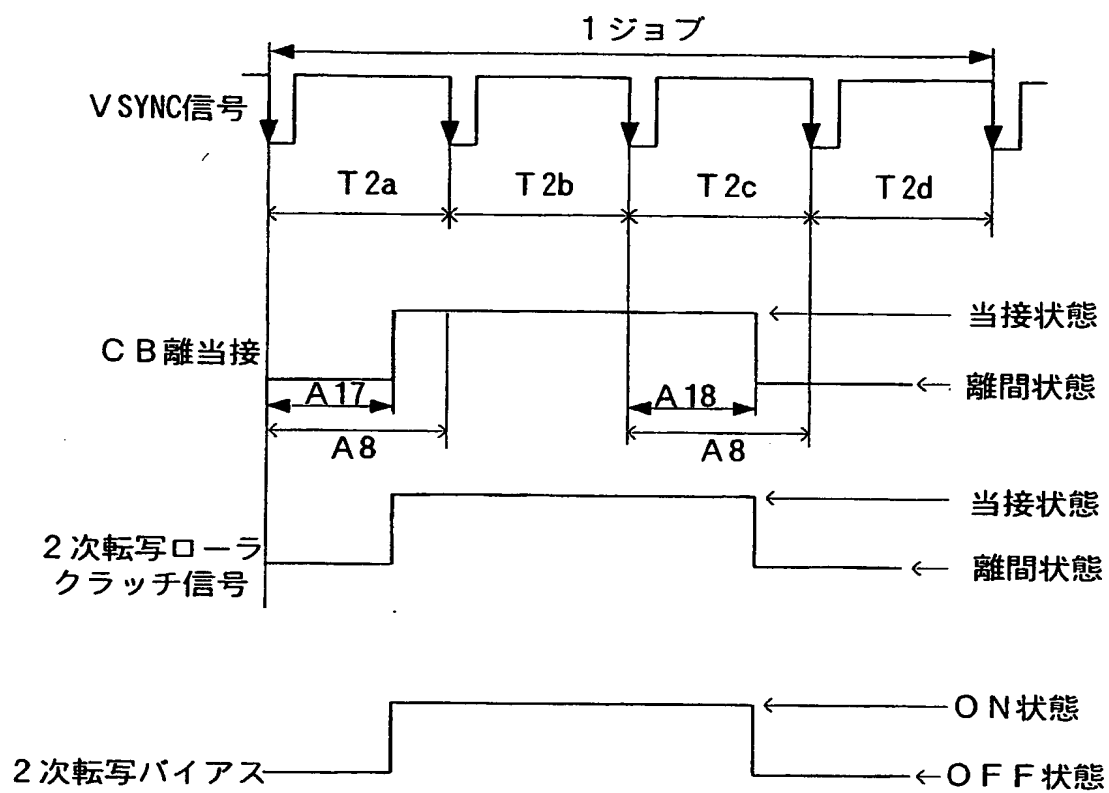 1ジョブ
VSYNC信号
T2a
T2b
T2c
T2d
CB離当接
当接状態
離間状態
A17
A18
A8
A8
2次転写ローラ
クラッチ信号
当接状態
離間状態
2次転写バイアス
ON状態
OFF状態